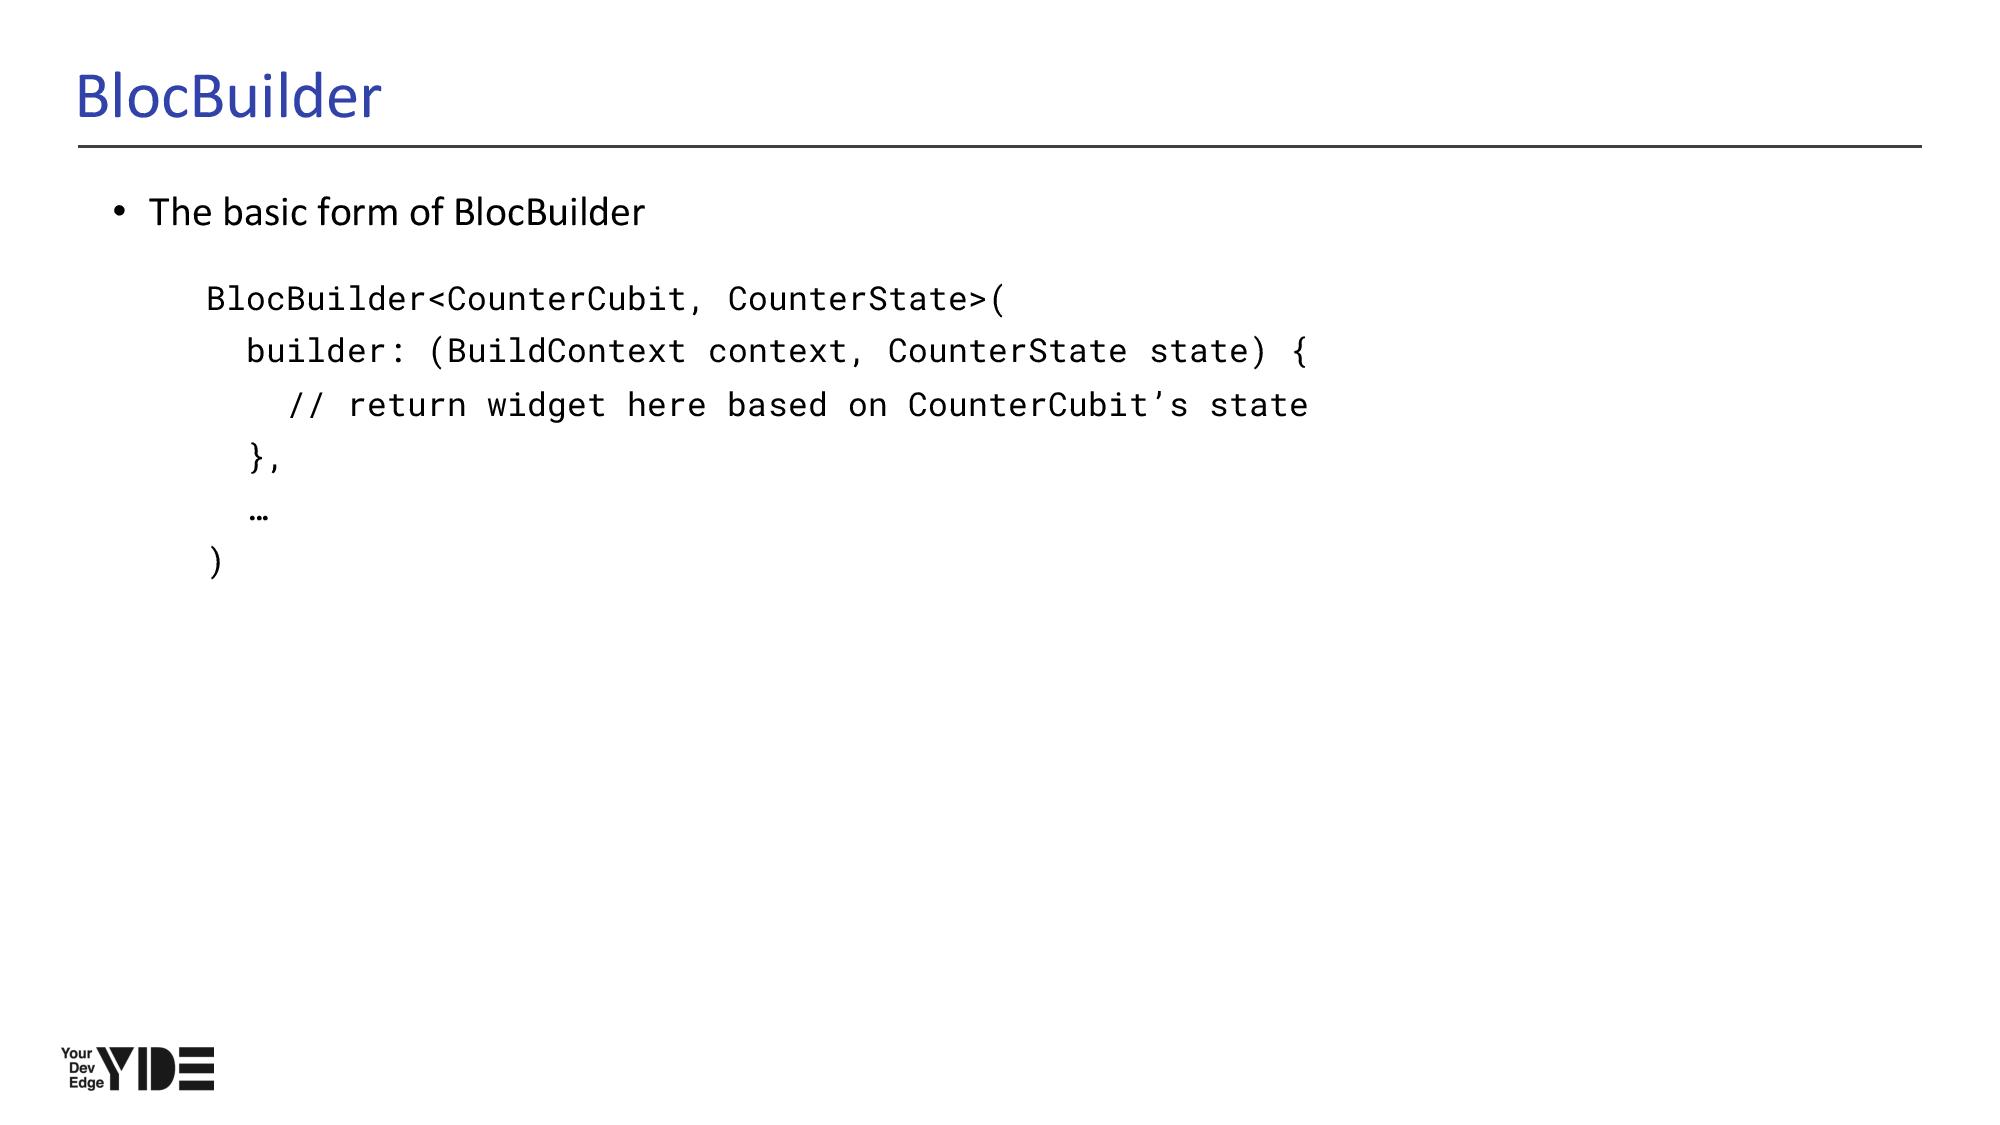 BlocBuilder
• The basic form of BlocBuilder
BlocBuilder<CounterCubit, CounterState>(
  builder: (BuildContext context, CounterState state) {
    // return widget here based on CounterCubit’s state
  },
  …
)
Your
Dev
Edge
YDE